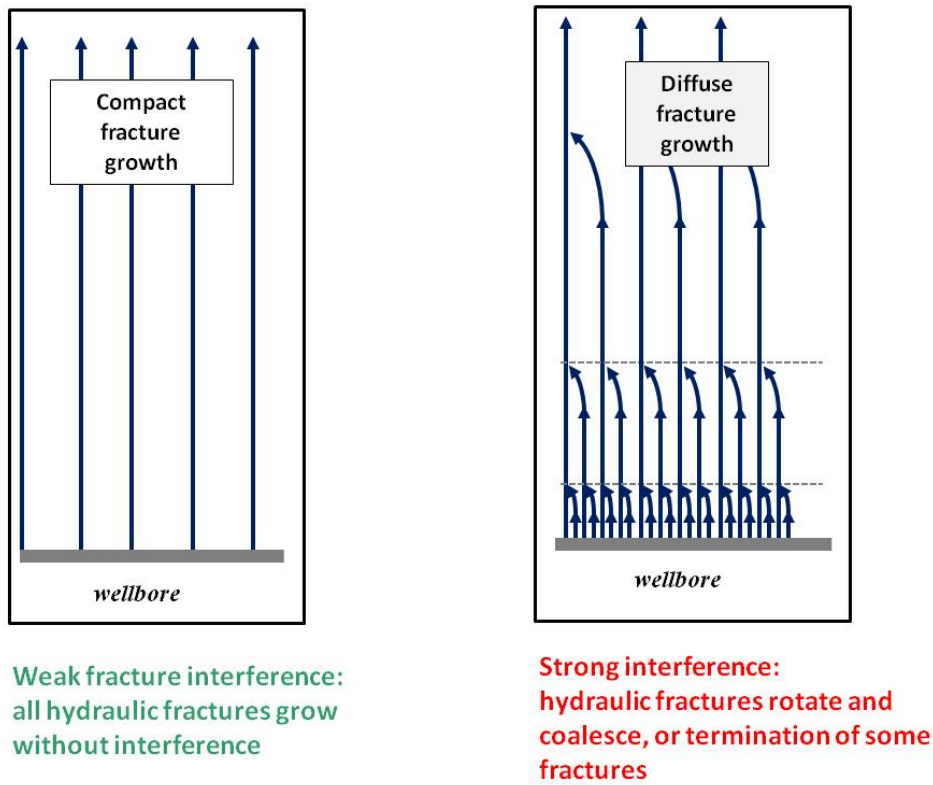 Compact
fracture
growth
wellbore
Weak fracture interference:
all hydraulic fractures grow
without interference
Diffuse
fracture
growth
wellbore
Strong interference:
hydraulic fractures rotate and
coalesce, or termination of some
fractures